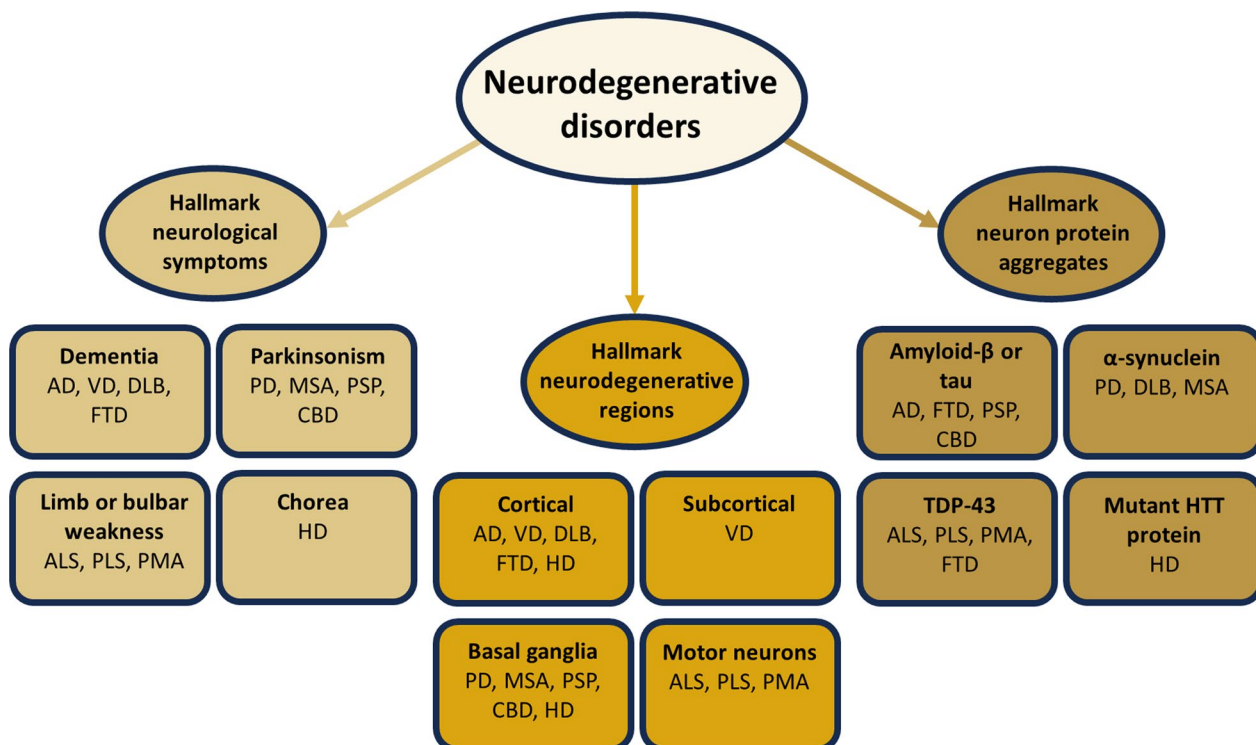 Neurodegenerative
disorders
Hallmark
neurological
symptoms
Dementia
AD, VD, DLB,
FTD
Parkinsonism
PD, MSA, PSP,
CBD
Limb or bulbar
weakness
ALS, PLS, PMA
Chorea
HD
Hallmark
neurodegenerative
regions
Cortical
AD, VD, DLB,
FTD, HD
Subcortical
VD
Basal ganglia
PD, MSA, PSP,
CBD, HD
Motor neurons
ALS, PLS, PMA
Hallmark
neuron protein
aggregates
Amyloid-β or
tau
AD, FTD, PSP,
CBD
α-synuclein
PD, DLB, MSA
TDP-43
ALS, PLS, PMA,
FTD
Mutant HTT
protein
HD